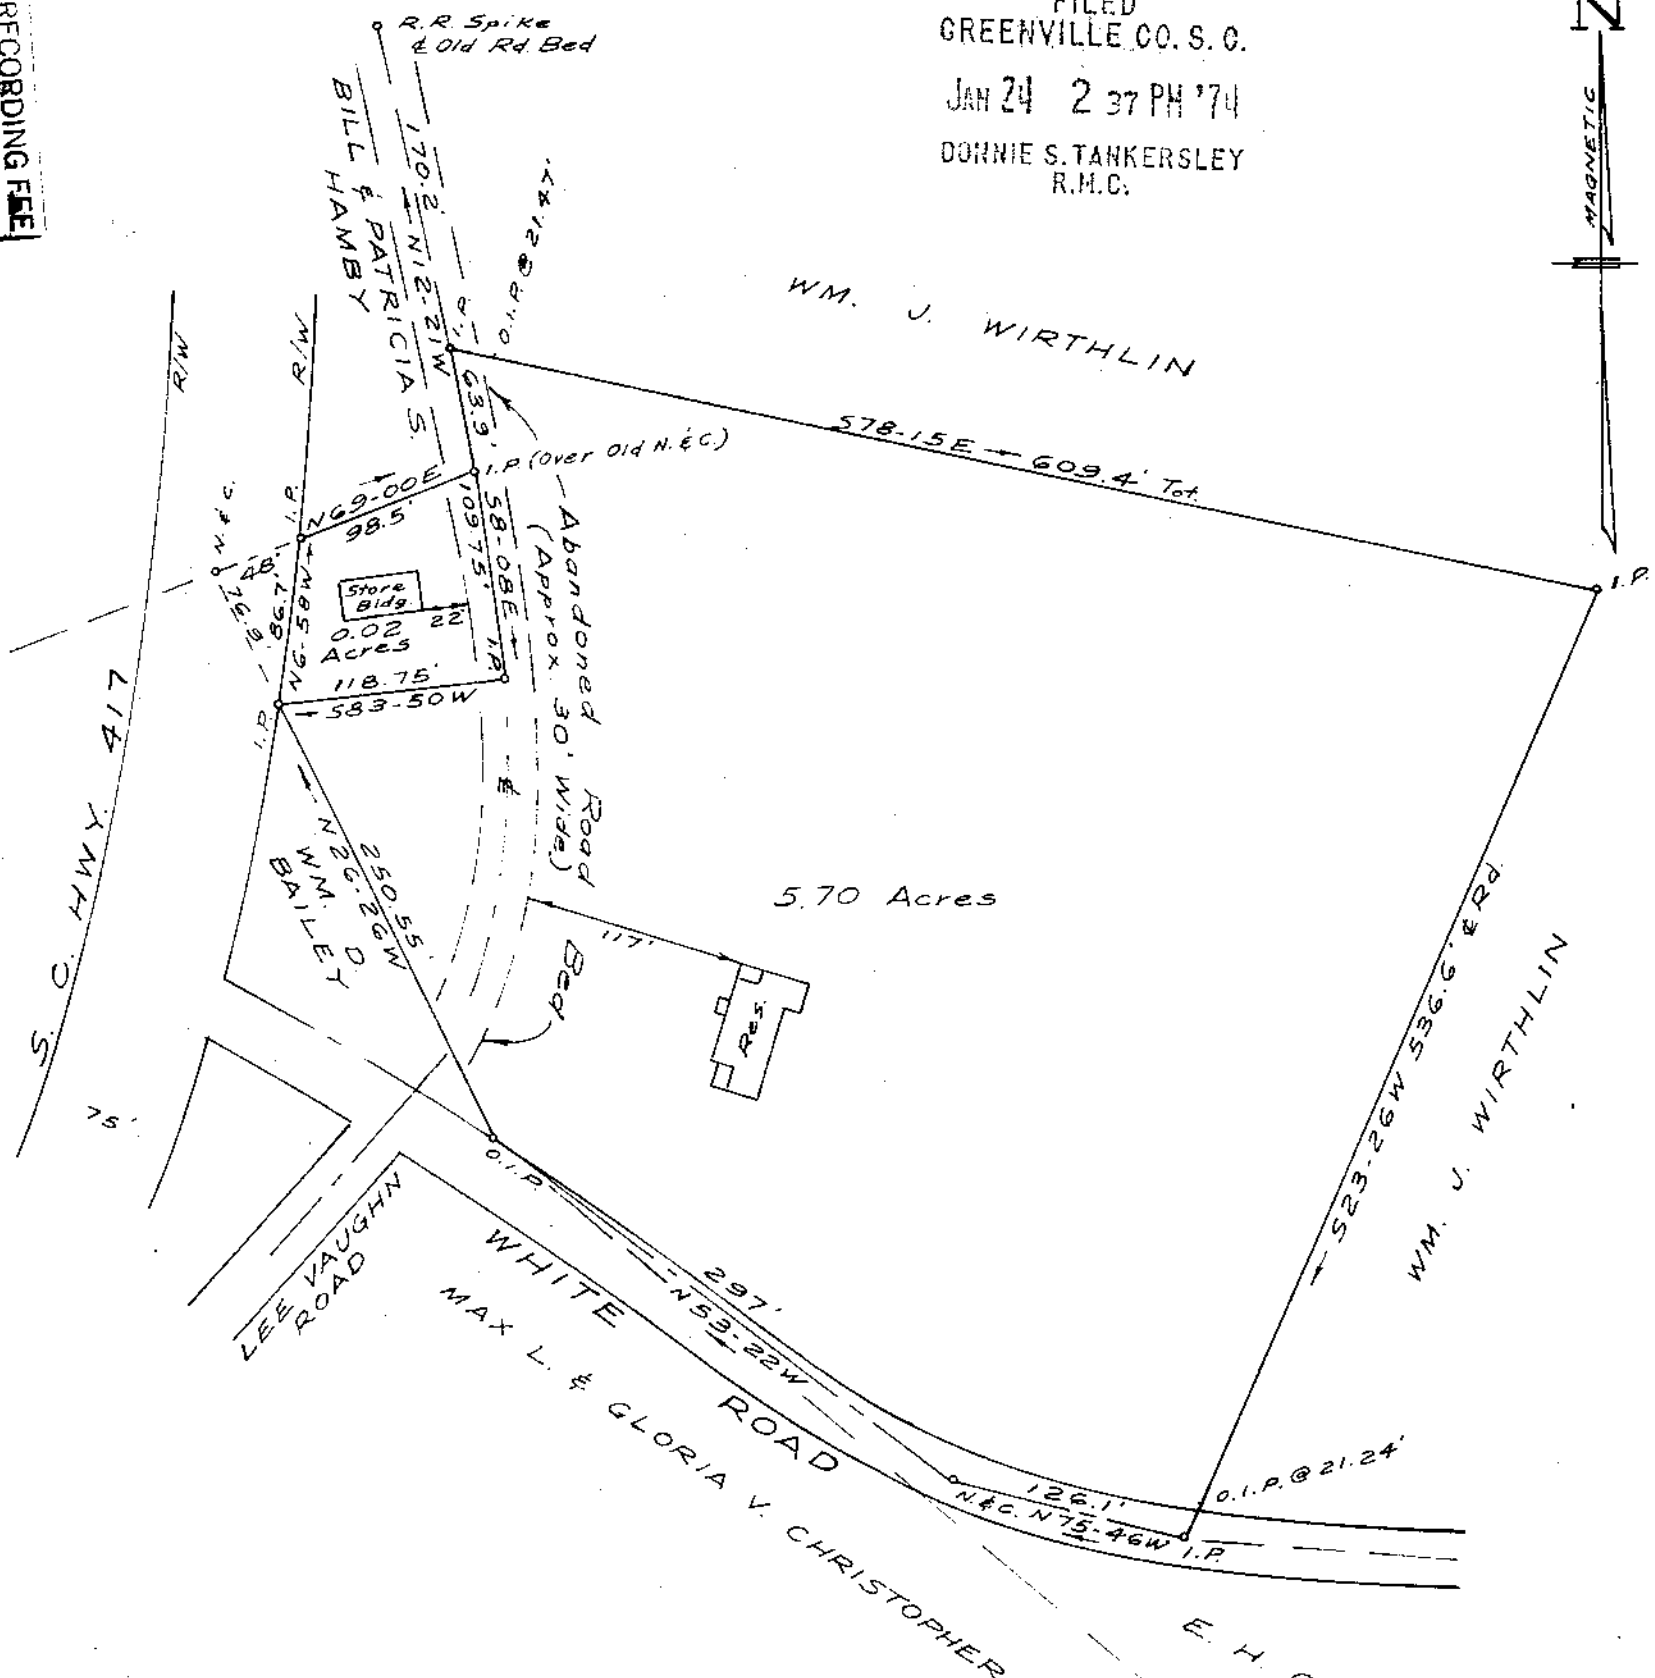 RECORDING FEE
R.R. Spike
℄ Old Rd. Bed
FILED
GREENVILLE CO. S. C.
JAN 24 2 37 PM '74
DONNIE S. TANKERSLEY
R.M.C.
N
MAGNETIC
BILL & PATRICIA S.
HAMBY
170.2'
N12-21W
O.I.P. @ 21.4'
WM. J. WIRTHLIN
R/W
R/W
63.9'
I.P. (Over Old N. & C.)
S78-15E 609.4' Tot.
I.P.
N69-00E
98.5'
I.P.
N. & C.
48'
76.9'
86.7'
N6-58W
Store
Bldg.
22'
0.02
Acres
109.75'
S8-08E
I.P.
118.75'
S83-50W
I.P.
Abandoned Road
(Approx. 30' Wide)
Bed
℄
S. C. HWY. 417
75'
250.55'
N26-26W
WM. D.
BAILEY
5.70 Acres
117'
Res.
S23-26W 536.6' ℄ Rd.
WM. J. WIRTHLIN
O.I.P.
LEE VAUGHN
ROAD
WHITE ROAD
297'
N53-22W
MAX L. & GLORIA V. CHRISTOPHER
126.1'
N.&C. N75-46W I.P.
O.I.P. @ 21.24'
E. H.